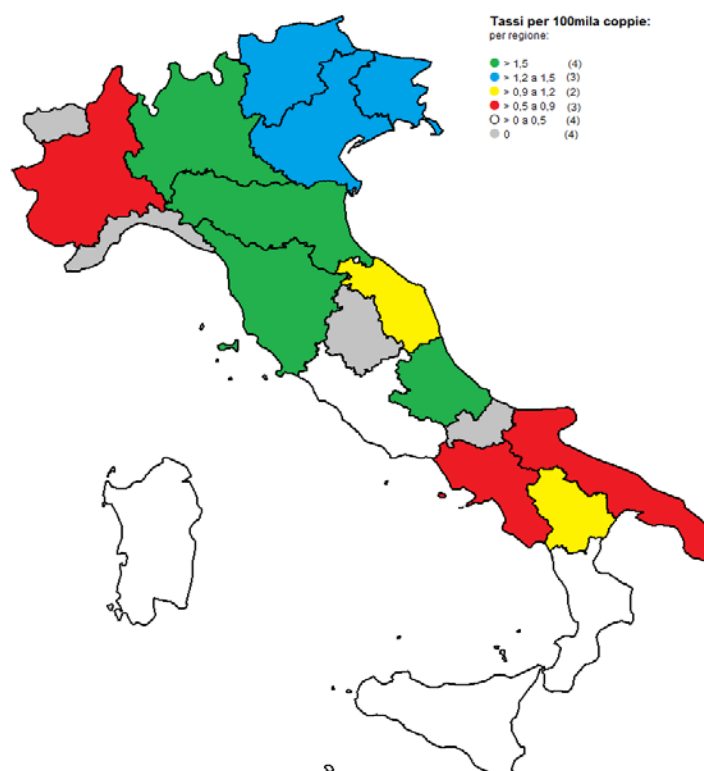 Tassi per 100mila coppie:
per regione:
> 1,5 (4)
> 1,2 a 1,5 (3)
> 0,9 a 1,2 (2)
> 0,5 a 0,9 (3)
> 0 a 0,5 (4)
0 (4)